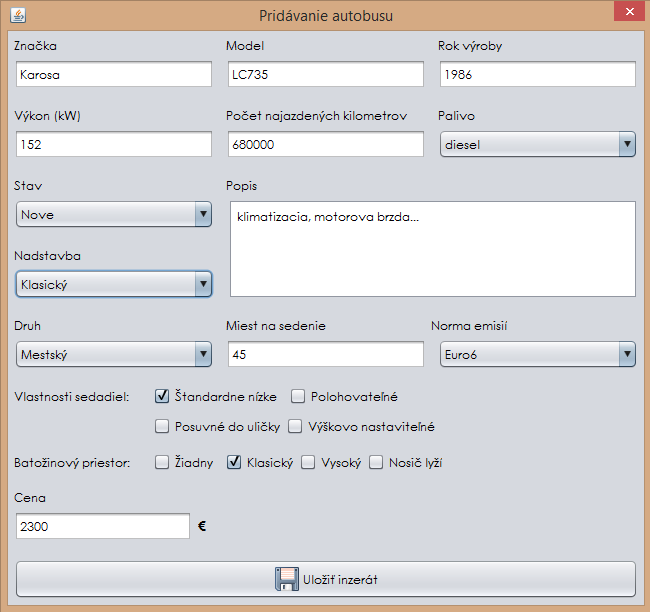 Pridávanie autobusu
Značka Model Rok výroby
Karosa LC735 1986
Výkon (kW) Počet najazdených kilometrov Palivo
152 680000 diesel
Stav Popis
Nove klimatizacia, motorova brzda...
Nadstavba
Klasický
Druh Miest na sedenie Norma emisií
Mestský 45 Euro6
Vlastnosti sedadiel: Štandardne nízke Polohovateľné
Posuvné do uličky Výškovo nastaviteľné
Batožinový priestor: Žiadny Klasický Vysoký Nosič lyží
Cena
2300 €
Uložiť inzerát